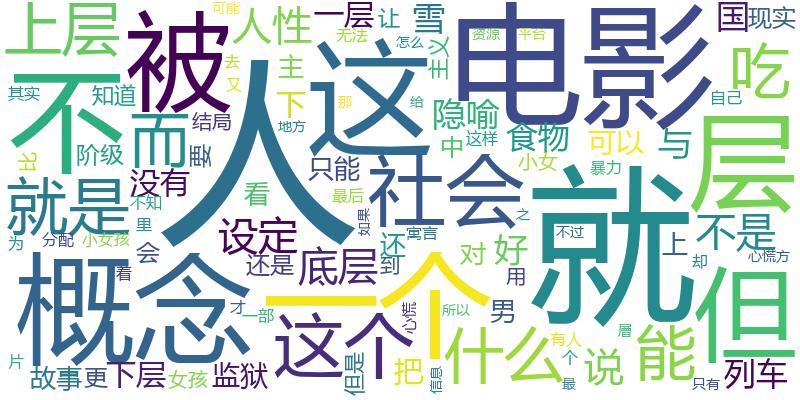 上层
被
人性
一层
让
雪
电影
国
现实
主义
无法
怎么
可能
去
又
资源
平台
吃
不
人
这
主
下
那
给
隐喻
其实
知道
而
结局
地方
中
这样
食物
可以
与
自己
层
阶级
要
没有
只能
社会
小女
暴力
就
就是
不知
看
最后
如果
寓言
之
不过
不是
里
设定
还
对
好
上
却
心慌方
为
分配
小女孩
会
还是
底层
到
用
概念
着
一个
男
但
才
一部
这个
心慌
所以
什么
有人
层
能
片
故事
更
下层
女孩
监狱
但是
把
信息
个
最
说
只有
列车